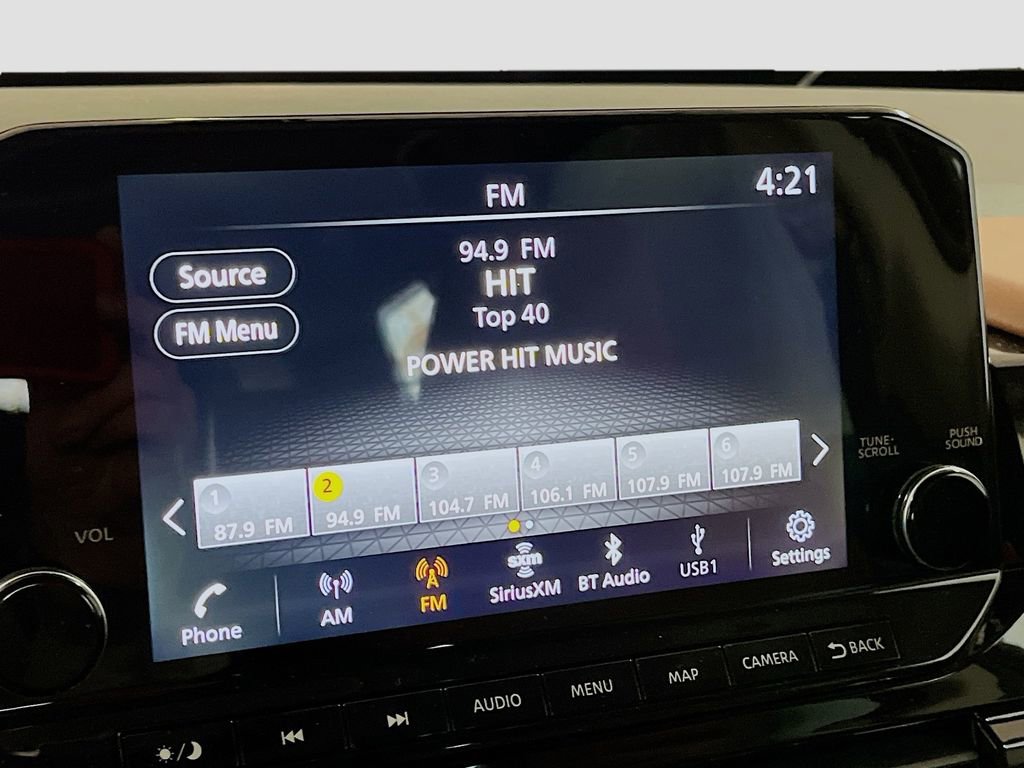 FM
4:21
94.9 FM
HIT
Top 40
POWER HIT MUSIC
Source
FM Menu
1
87.9 FM
2
94.9 FM
3
104.7 FM
4
106.1 FM
5
107.9 FM
6
107.9 FM
Phone
AM
FM
sxm
SiriusXM
BT Audio
USB1
Settings
VOL
TUNE·
SCROLL
PUSH
SOUND
AUDIO
MENU
MAP
CAMERA
BACK